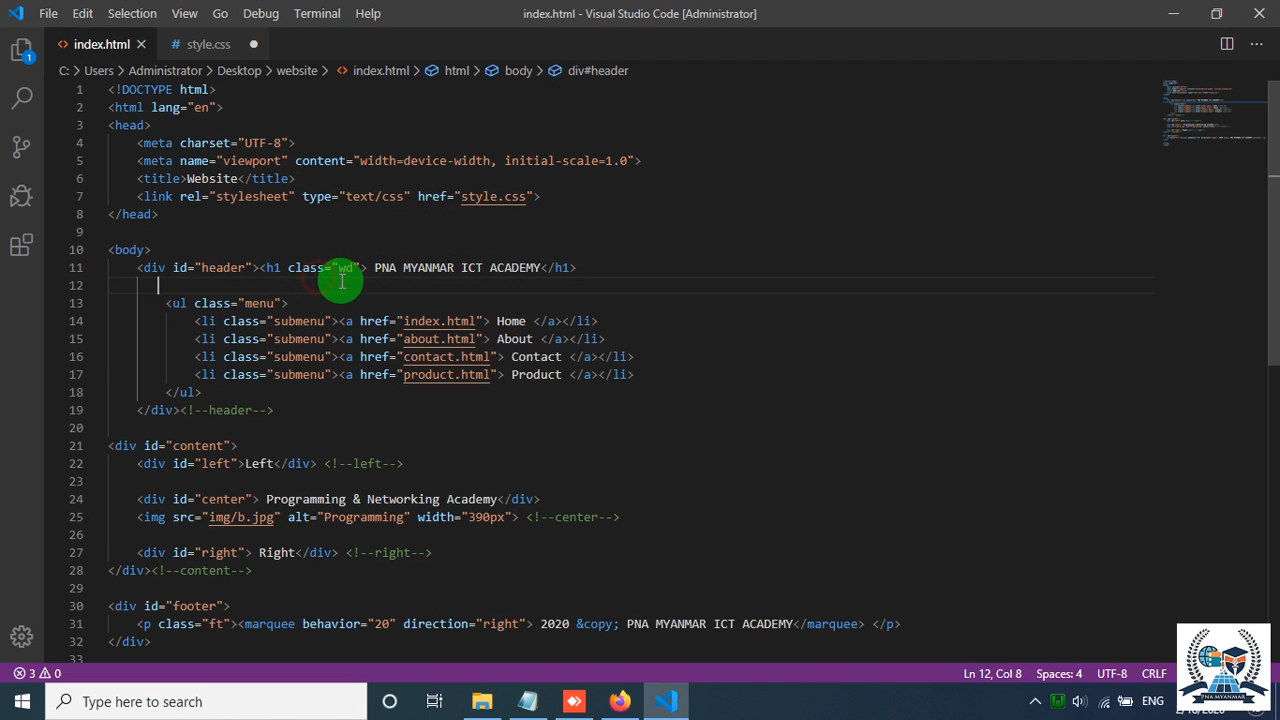 File Edit Selection View Go Debug Terminal Help index.html - Visual Studio Code [Administrator]
index.html style.css
C: Users Administrator Desktop website index.html html body div#header
1 <!DOCTYPE html>
2 <html lang="en">
3 <head>
4 <meta charset="UTF-8">
5 <meta name="viewport" content="width=device-width, initial-scale=1.0">
6 <title>Website</title>
7 <link rel="stylesheet" type="text/css" href="style.css">
8 </head>
9
10 <body>
11 <div id="header"><h1 class="wd"> PNA MYANMAR ICT ACADEMY</h1>
12
13 <ul class="menu">
14 <li class="submenu"><a href="index.html"> Home </a></li>
15 <li class="submenu"><a href="about.html"> About </a></li>
16 <li class="submenu"><a href="contact.html"> Contact </a></li>
17 <li class="submenu"><a href="product.html"> Product </a></li>
18 </ul>
19 </div><!--header-->
20
21 <div id="content">
22 <div id="left">Left</div> <!--left-->
23
24 <div id="center"> Programming & Networking Academy</div>
25 <img src="img/b.jpg" alt="Programming" width="390px"> <!--center-->
26
27 <div id="right"> Right</div> <!--right-->
28 </div><!--content-->
29
30 <div id="footer">
31 <p class="ft"><marquee behavior="20" direction="right"> 2020 &copy; PNA MYANMAR ICT ACADEMY</marquee> </p>
32 </div>
33
PNA MYANMAR
1
3 0 Ln 12, Col 8 Spaces: 4 UTF-8 CRLF
Type here to search ENG